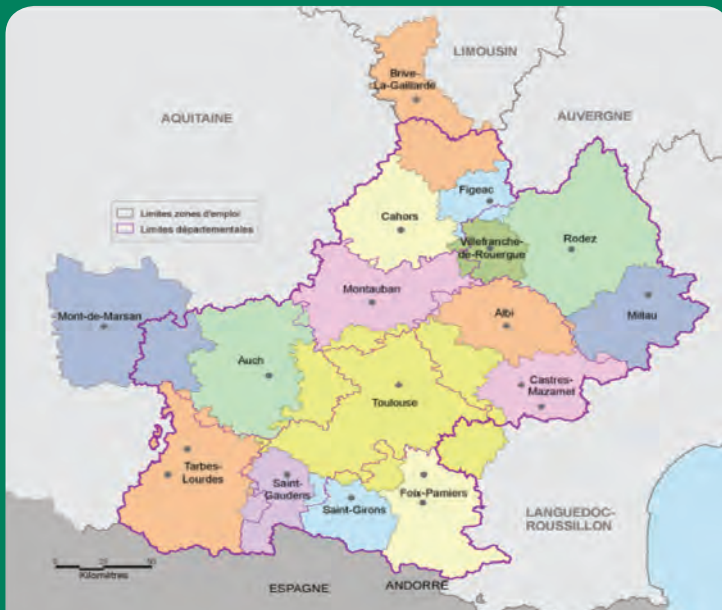 LIMOUSIN
Brive-
La-Gaillarde
AQUITAINE
AUVERGNE
Figeac
Limites zones d'emploi
Limites départementales
Cahors
Villefranche-
de-Rouergue
Rodez
Montauban
Mont-de-Marsan
Albi
Millau
Auch
Castres-
Mazamet
Toulouse
Tarbes-
Lourdes
Saint-
Gaudens
Foix-Pamiers
Saint-Girons
LANGUEDOC-
ROUSSILLON
Kilomètres
ESPAGNE
ANDORRE